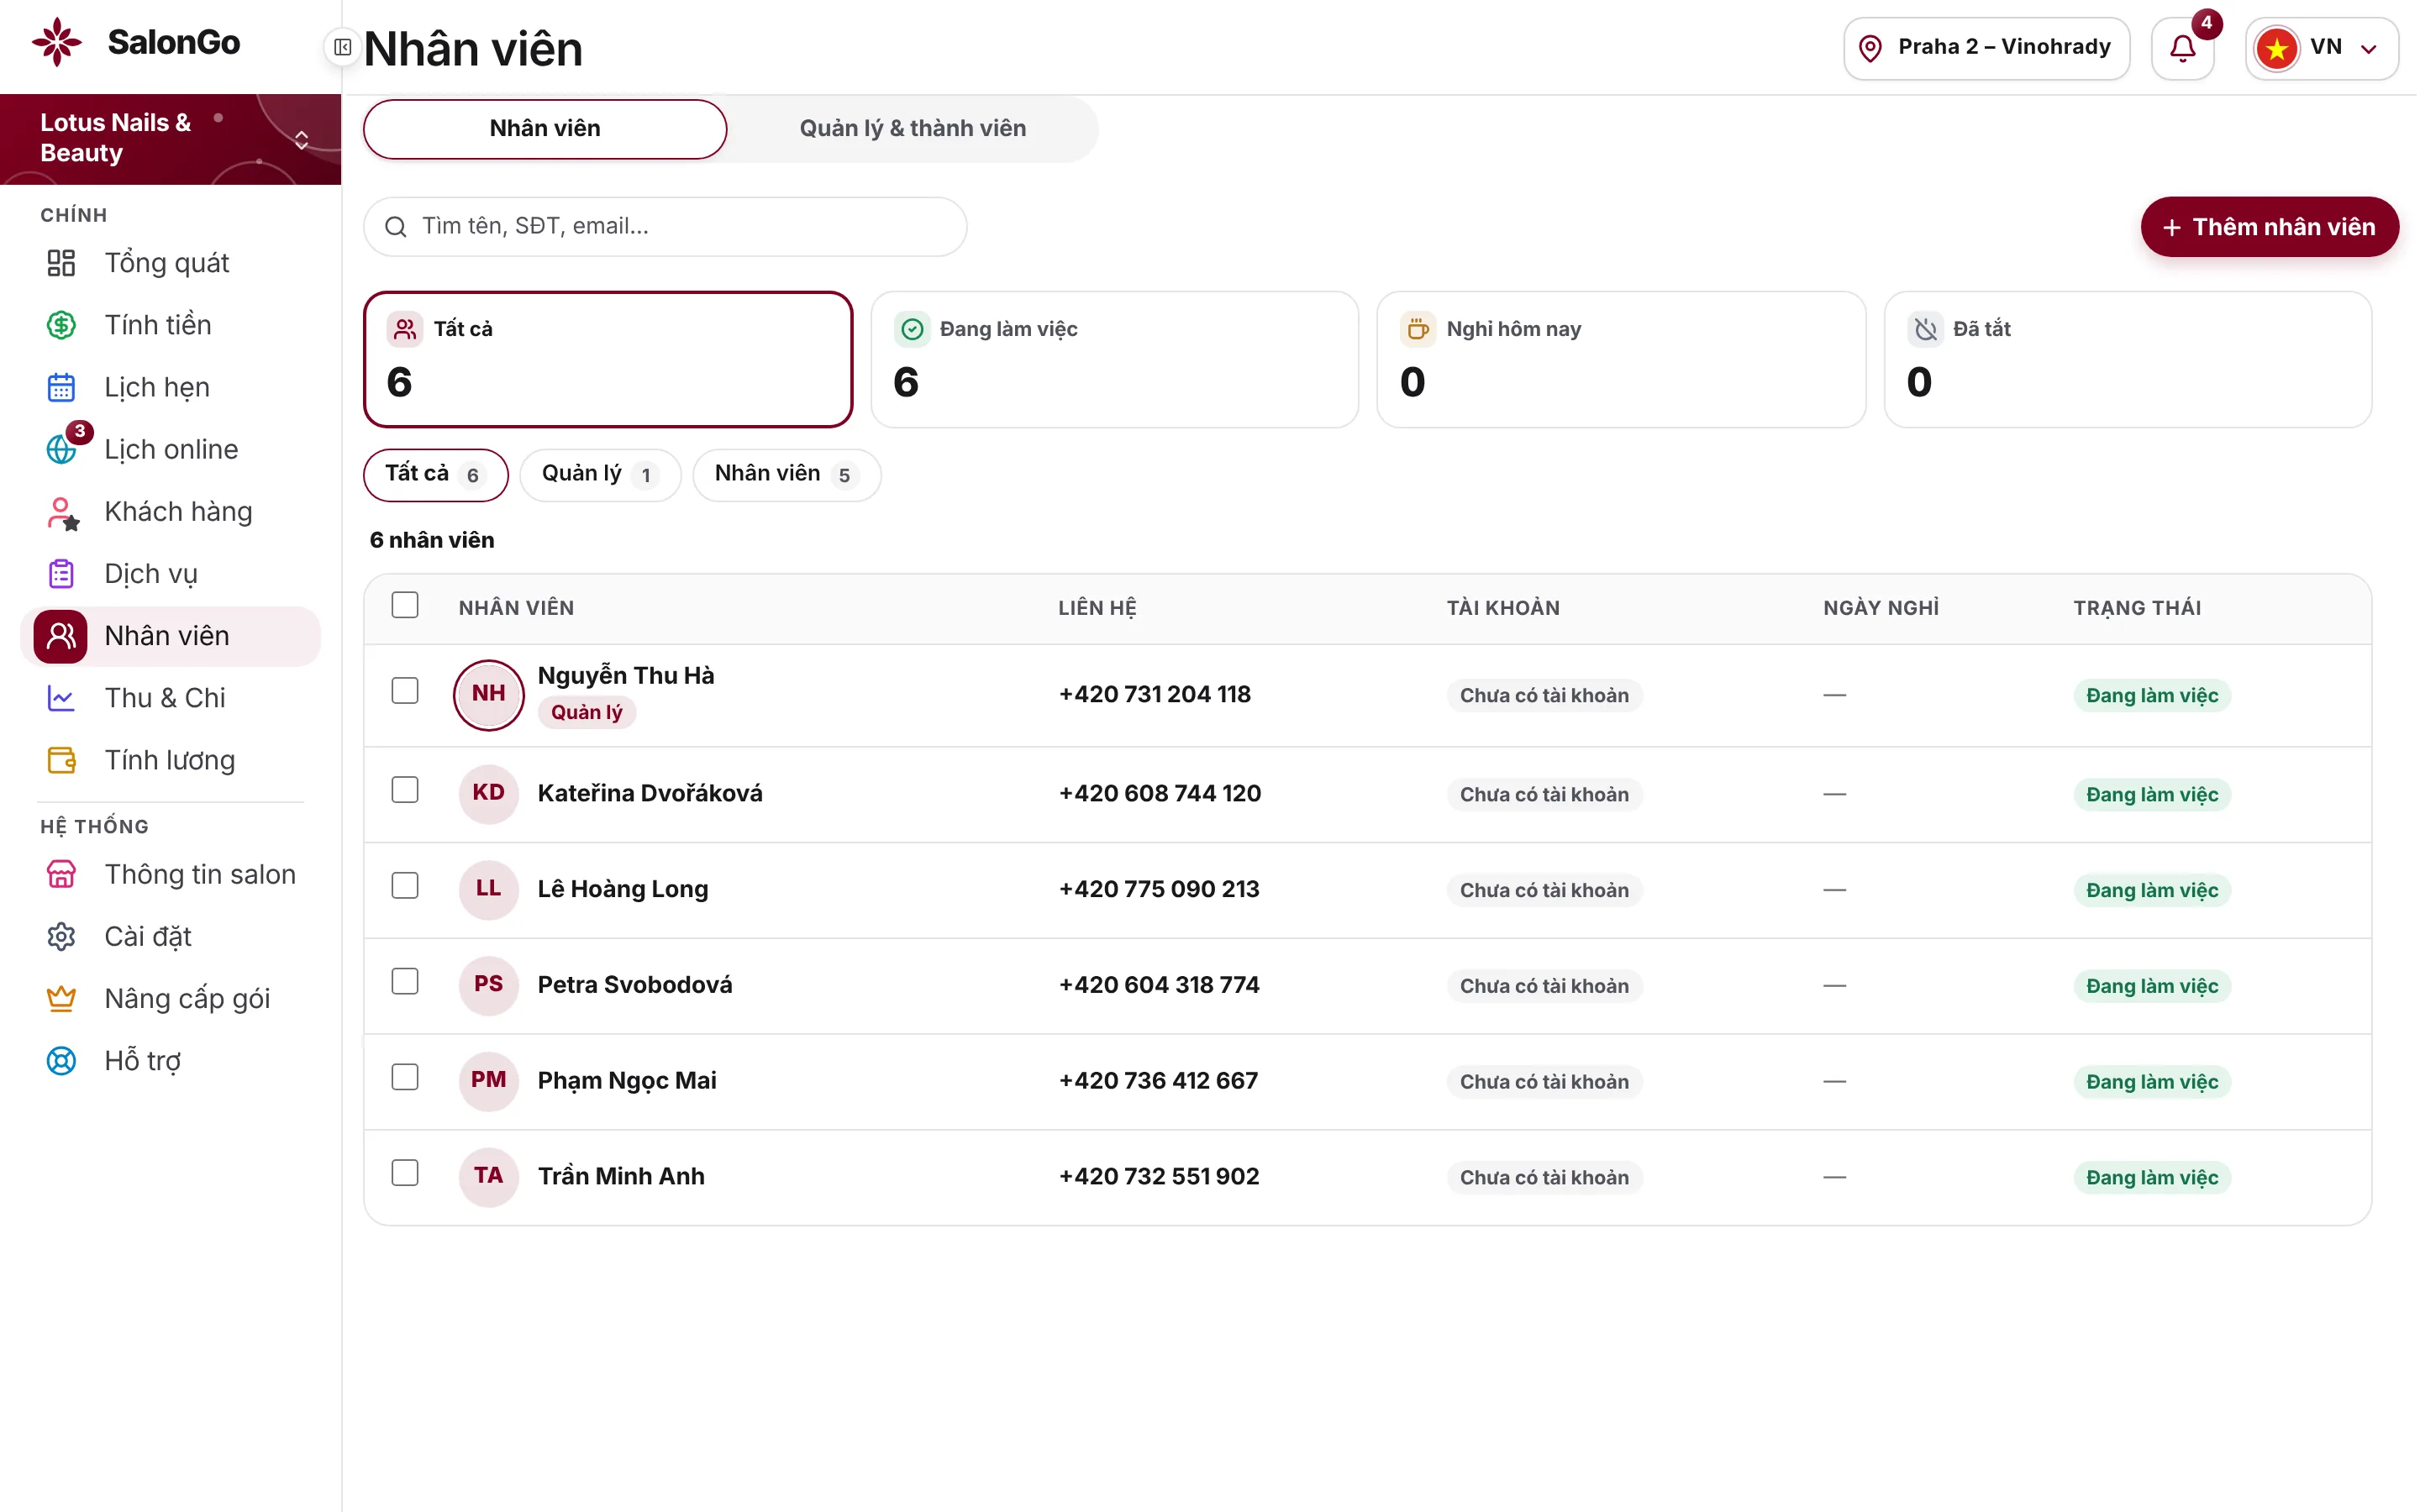 SalonGo
Nhân viên
Praha 2 – Vinohrady
4
VN
Lotus Nails &
Beauty
CHÍNH
Tổng quát
Tính tiền
Lịch hẹn
3
Lịch online
Khách hàng
Dịch vụ
Nhân viên
Thu & Chi
Tính lương
HỆ THỐNG
Thông tin salon
Cài đặt
Nâng cấp gói
Hỗ trợ
Nhân viên
Quản lý & thành viên
Tìm tên, SĐT, email...
+ Thêm nhân viên
Tất cả
6
Đang làm việc
6
Nghỉ hôm nay
0
Đã tắt
0
Tất cả 6
Quản lý 1
Nhân viên 5
6 nhân viên
NHÂN VIÊN LIÊN HỆ TÀI KHOẢN NGÀY NGHỈ TRẠNG THÁI
NH Nguyễn Thu Hà +420 731 204 118 Chưa có tài khoản — Đang làm việc
Quản lý
KD Kateřina Dvořáková +420 608 744 120 Chưa có tài khoản — Đang làm việc
LL Lê Hoàng Long +420 775 090 213 Chưa có tài khoản — Đang làm việc
PS Petra Svobodová +420 604 318 774 Chưa có tài khoản — Đang làm việc
PM Phạm Ngọc Mai +420 736 412 667 Chưa có tài khoản — Đang làm việc
TA Trần Minh Anh +420 732 551 902 Chưa có tài khoản — Đang làm việc